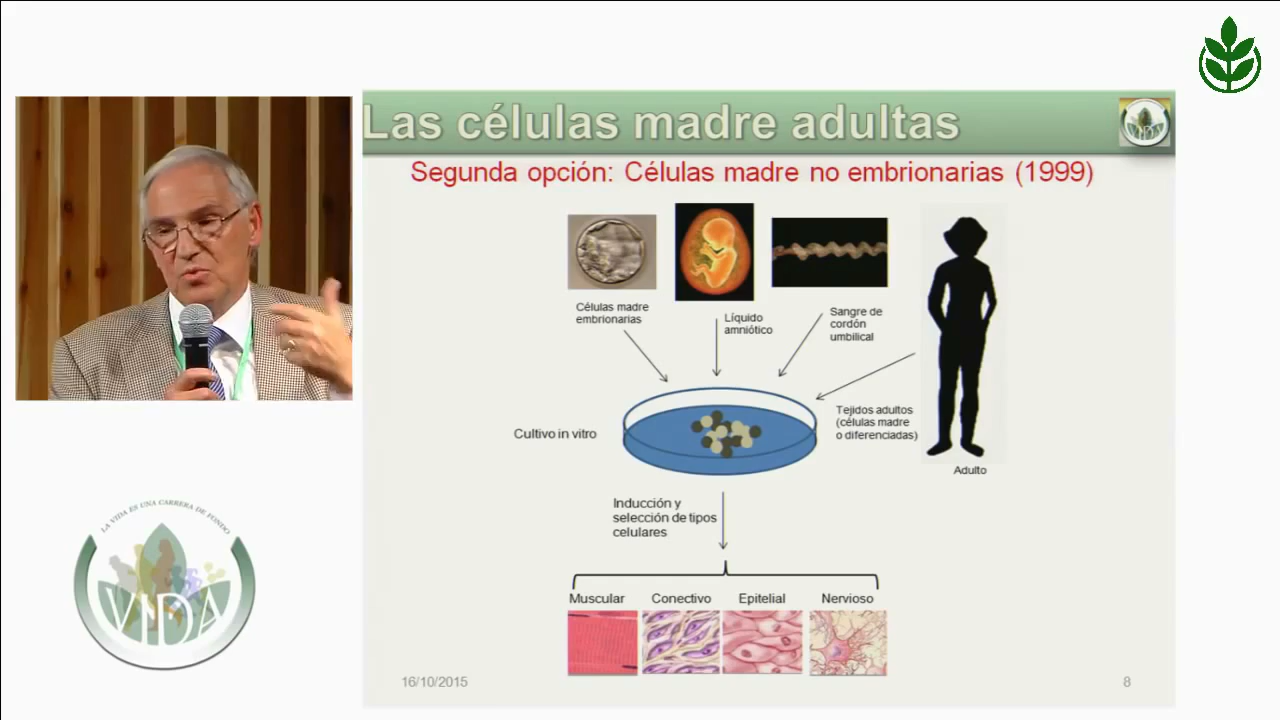 Las células madre adultas
Segunda opción: Células madre no embrionarias (1999)
Células madre
embrionarias
Líquido
amniótico
Sangre de
cordón
umbilical
Cultivo in vitro
Tejidos adultos
(células madre
o diferenciadas)
Adulto
Inducción y
selección de tipos
celulares
Muscular
Conectivo
Epitelial
Nervioso
16/10/2015
8
LA VIDA ES UNA CARRERA DE FONDO
VIDA
VIDA